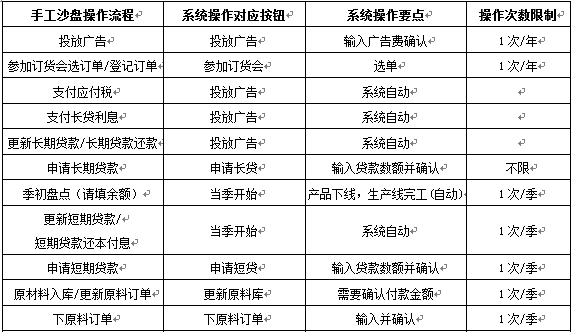 手工沙盘操作流程 系统操作对应按钮 系统操作要点 操作次数限制
投放广告 投放广告 输入广告费确认 1 次/年
参加订货会选订单/登记订单 参加订货会 选单 1 次/年
支付应付税 投放广告 系统自动
支付长贷利息 投放广告 系统自动
更新长期贷款/长期贷款还款 投放广告 系统自动
申请长期贷款 申请长贷 输入贷款数额并确认 不限
季初盘点（请填余额） 当季开始 产品下线，生产线完工(自动) 1 次/季
更新短期贷款/
短期贷款还本付息 当季开始 系统自动 1 次/季
申请短期贷款 申请短贷 输入贷款数额并确认 1 次/季
原材料入库/更新原料订单 更新原料库 需要确认付款金额 1 次/季
下原料订单 下原料订单 输入并确认 1 次/季